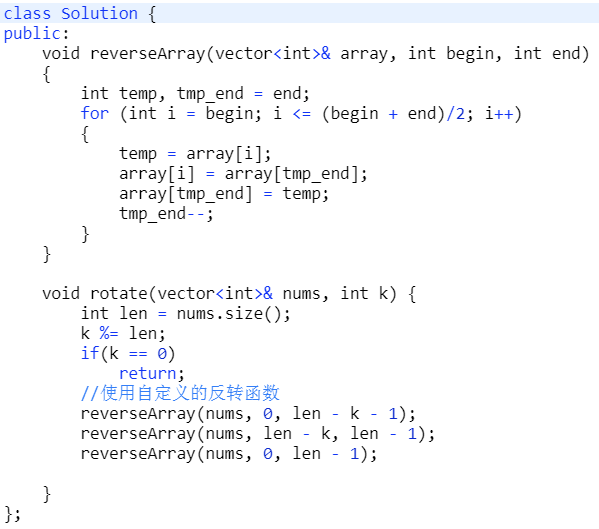 class Solution {
public:
    void reverseArray(vector<int>& array, int begin, int end)
    {
        int temp, tmp_end = end;
        for (int i = begin; i <= (begin + end)/2; i++)
        {
            temp = array[i];
            array[i] = array[tmp_end];
            array[tmp_end] = temp;
            tmp_end--;
        }
    }

    void rotate(vector<int>& nums, int k) {
        int len = nums.size();
        k %= len;
        if(k == 0)
            return;
        //使用自定义的反转函数
        reverseArray(nums, 0, len - k - 1);
        reverseArray(nums, len - k, len - 1);
        reverseArray(nums, 0, len - 1);

    }
};